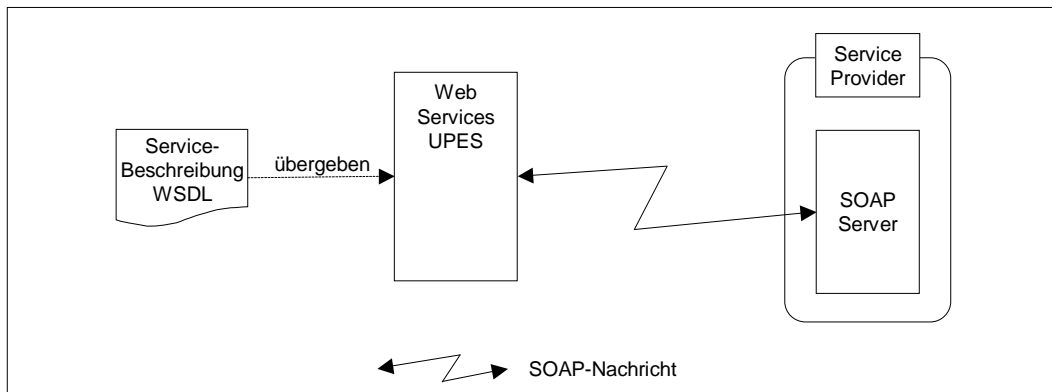 Service-
Beschreibung
WSDL
übergeben
Web
Services
UPES
Service
Provider
SOAP
Server
SOAP-Nachricht